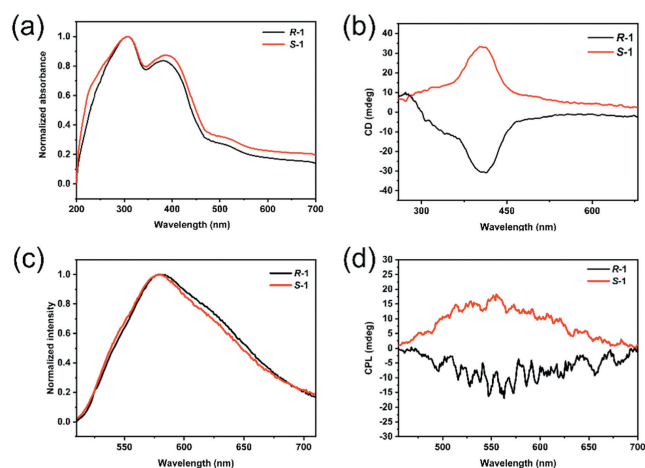 (a)
R-1
S-1
Normalized absorbance
1.0
0.8
0.6
0.4
0.2
0.0
200 300 400 500 600 700
Wavelength (nm)
(b)
R-1
S-1
CD (mdeg)
50
40
30
20
10
0
-10
-20
-30
-40
300 450 600
Wavelength (nm)
(c)
R-1
S-1
Normalized intensity
1.0
0.8
0.6
0.4
0.2
0.0
550 600 650 700
Wavelength (nm)
(d)
R-1
S-1
CPL (mdeg)
30
25
20
15
10
5
0
-5
-10
-15
-20
-25
-30
500 550 600 650 700
Wavelength (nm)